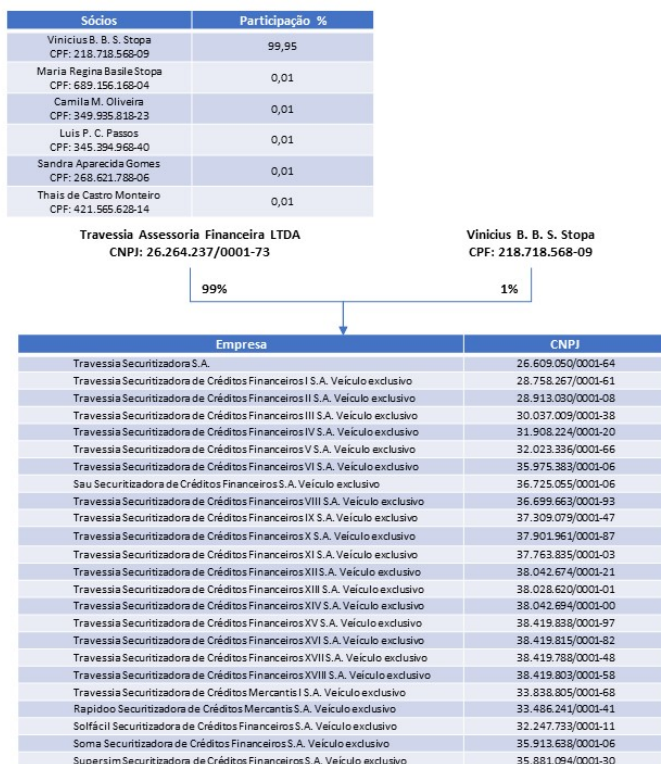 Sócios Participação %
Vinicius B. B. S. Stopa
CPF: 218.718.568-09
99,95
Maria Regina Basile Stopa
CPF: 689.156.168-04
0,01
Camila M. Oliveira
CPF: 349.935.818-23
0,01
Luis P. C. Passos
CPF: 345.394.968-40
0,01
Sandra Aparecida Gomes
CPF: 268.621.788-06
0,01
Thais de Castro Monteiro
CPF: 421.565.628-14
0,01
Travessia Assessoria Financeira LTDA
CNPJ: 26.264.237/0001-73
Vinicius B. B. S. Stopa
CPF: 218.718.568-09
99% 1%
Empresa CNPJ
Travessia Securitizadora S.A. 26.609.050/0001-64
Travessia Securitizadora de Créditos Financeiros I S.A. Veículo exclusivo 28.758.267/0001-61
Travessia Securitizadora de Créditos Financeiros II S.A. Veículo exclusivo 28.913.030/0001-08
Travessia Securitizadora de Créditos Financeiros III S.A. Veículo exclusivo 30.037.009/0001-38
Travessia Securitizadora de Créditos Financeiros IV S.A. Veículo exclusivo 31.908.224/0001-20
Travessia Securitizadora de Créditos Financeiros V S.A. Veículo exclusivo 32.023.336/0001-66
Travessia Securitizadora de Créditos Financeiros VI S.A. Veículo exclusivo 35.975.383/0001-06
Sau Securitizadora de Créditos Financeiros S.A. Veículo exclusivo 36.725.055/0001-06
Travessia Securitizadora de Créditos Financeiros VIII S.A. Veículo exclusivo 36.699.663/0001-93
Travessia Securitizadora de Créditos Financeiros IX S.A. Veículo exclusivo 37.309.079/0001-47
Travessia Securitizadora de Créditos Financeiros X S.A. Veículo exclusivo 37.901.961/0001-87
Travessia Securitizadora de Créditos Financeiros XI S.A. Veículo exclusivo 37.763.835/0001-03
Travessia Securitizadora de Créditos Financeiros XII S.A. Veículo exclusivo 38.042.674/0001-21
Travessia Securitizadora de Créditos Financeiros XIII S.A. Veículo exclusivo 38.028.620/0001-01
Travessia Securitizadora de Créditos Financeiros XIV S.A. Veículo exclusivo 38.042.694/0001-00
Travessia Securitizadora de Créditos Financeiros XV S.A. Veículo exclusivo 38.419.838/0001-97
Travessia Securitizadora de Créditos Financeiros XVI S.A. Veículo exclusivo 38.419.815/0001-82
Travessia Securitizadora de Créditos Financeiros XVII S.A. Veículo exclusivo 38.419.788/0001-48
Travessia Securitizadora de Créditos Financeiros XVIII S.A. Veículo exclusivo 38.419.803/0001-58
Travessia Securitizadora de Créditos Mercantis I S.A. Veículo exclusivo 33.838.805/0001-68
Rapidoo Securitizadora de Créditos Mercantis S.A. Veículo exclusivo 33.486.241/0001-41
Solfácil Securitizadora de Créditos Financeiros S.A. Veículo exclusivo 32.247.733/0001-11
Soma Securitizadora de Créditos Financeiros S.A. Veículo exclusivo 35.913.638/0001-06
Supersim Securitizadora de Créditos Financeiros S.A. Veículo exclusivo 35.881.094/0001-30